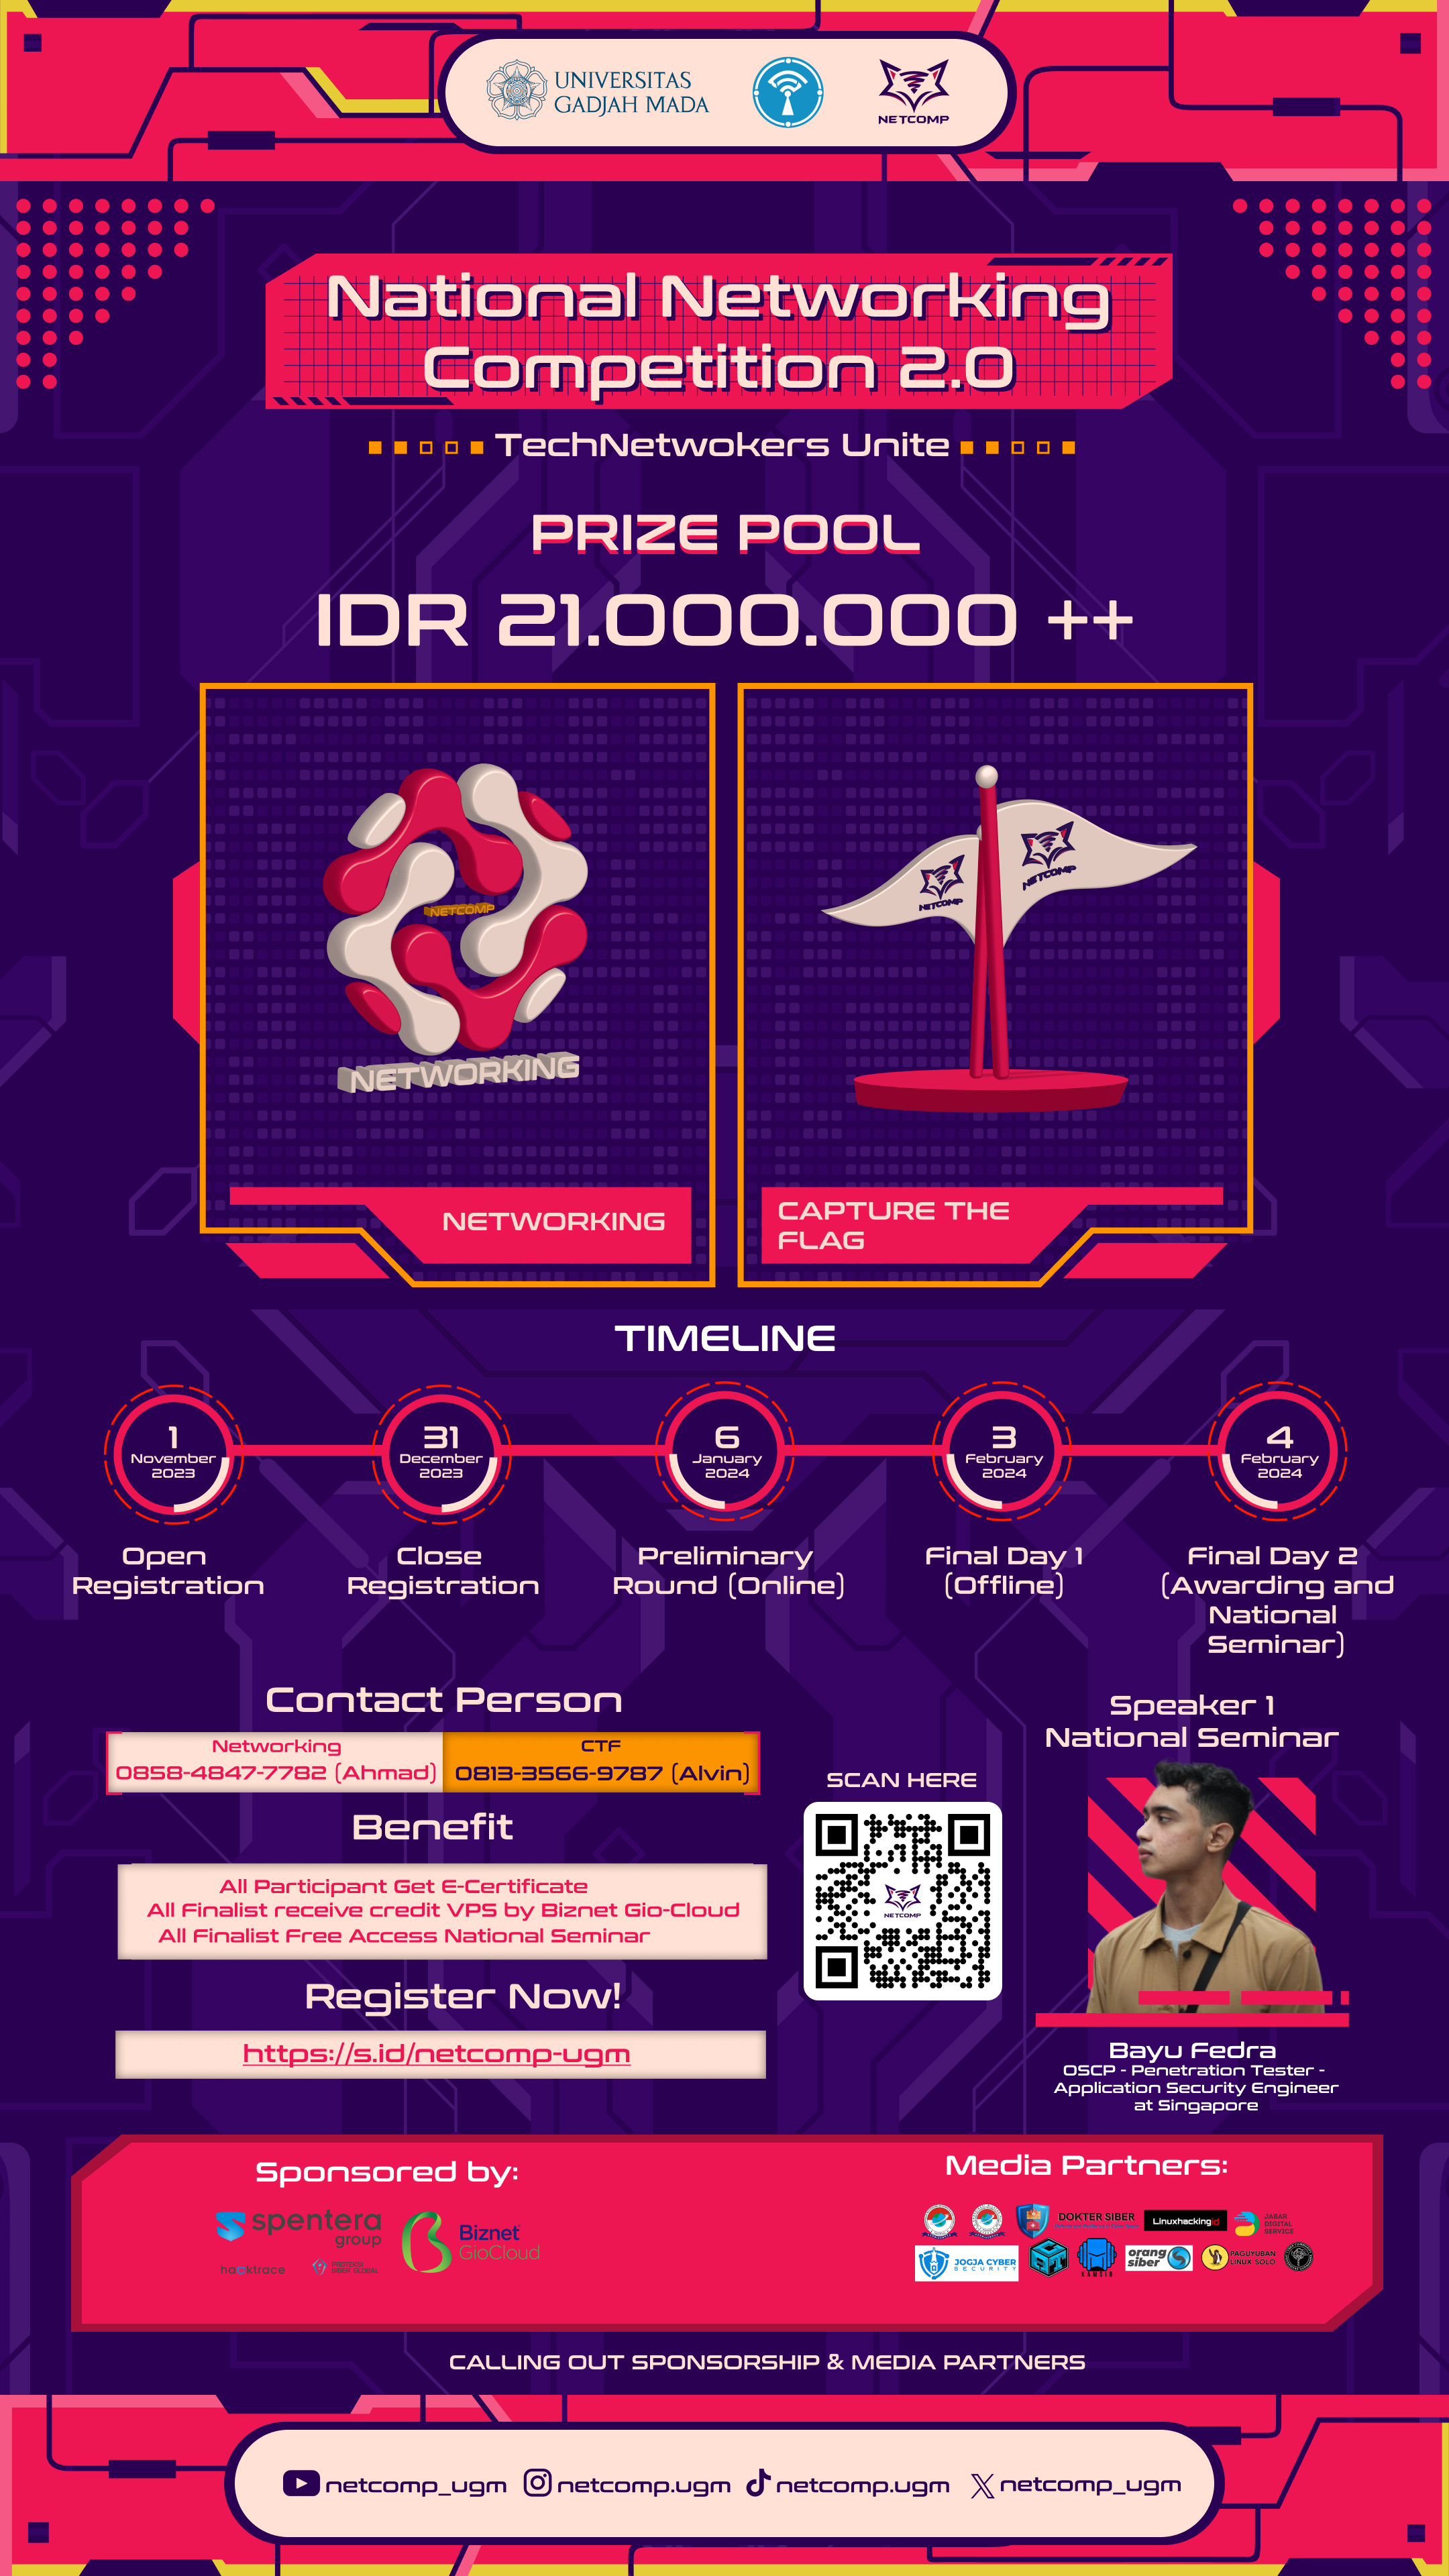 UNIVERSITAS
GADJAH MADA
NETCOMP
National Networking
Competition 2.0
TechNetwokers Unite
PRIZE POOL
IDR 21.000.000 ++
NETCOMP
NETWORKING
NETCOMP
NETCOMP
NETWORKING
CAPTURE THE
FLAG
TIMELINE
1
November
2023
31
December
2023
6
January
2024
3
February
2024
4
February
2024
Open
Registration
Close
Registration
Preliminary
Round (Online)
Final Day 1
(Offline)
Final Day 2
(Awarding and
National
Seminar)
Contact Person
Networking
0858-4847-7782 (Ahmad)
CTF
0813-3566-9787 (Alvin)
Benefit
All Participant Get E-Certificate
All Finalist receive credit VPS by Biznet Gio-Cloud
All Finalist Free Access National Seminar
Register Now!
https://s.id/netcomp-ugm
SCAN HERE
NETCOMP
Speaker 1
National Seminar
Bayu Fedra
OSCP - Penetration Tester -
Application Security Engineer
at Singapore
Sponsored by:
spentera
group
hacktrace
PROTEKSI
SIBER GLOBAL
Biznet
GioCloud
Media Partners:
DOKTER SIBER
Linuxhackingid
JABAR
DIGITAL
SERVICE
JOGJA CYBER
SECURITY
KAMSIB
orang
siber
PAGUYUBAN
LINUX SOLO
CALLING OUT SPONSORSHIP & MEDIA PARTNERS
netcomp_ugm
netcomp.ugm
netcomp.ugm
netcomp_ugm